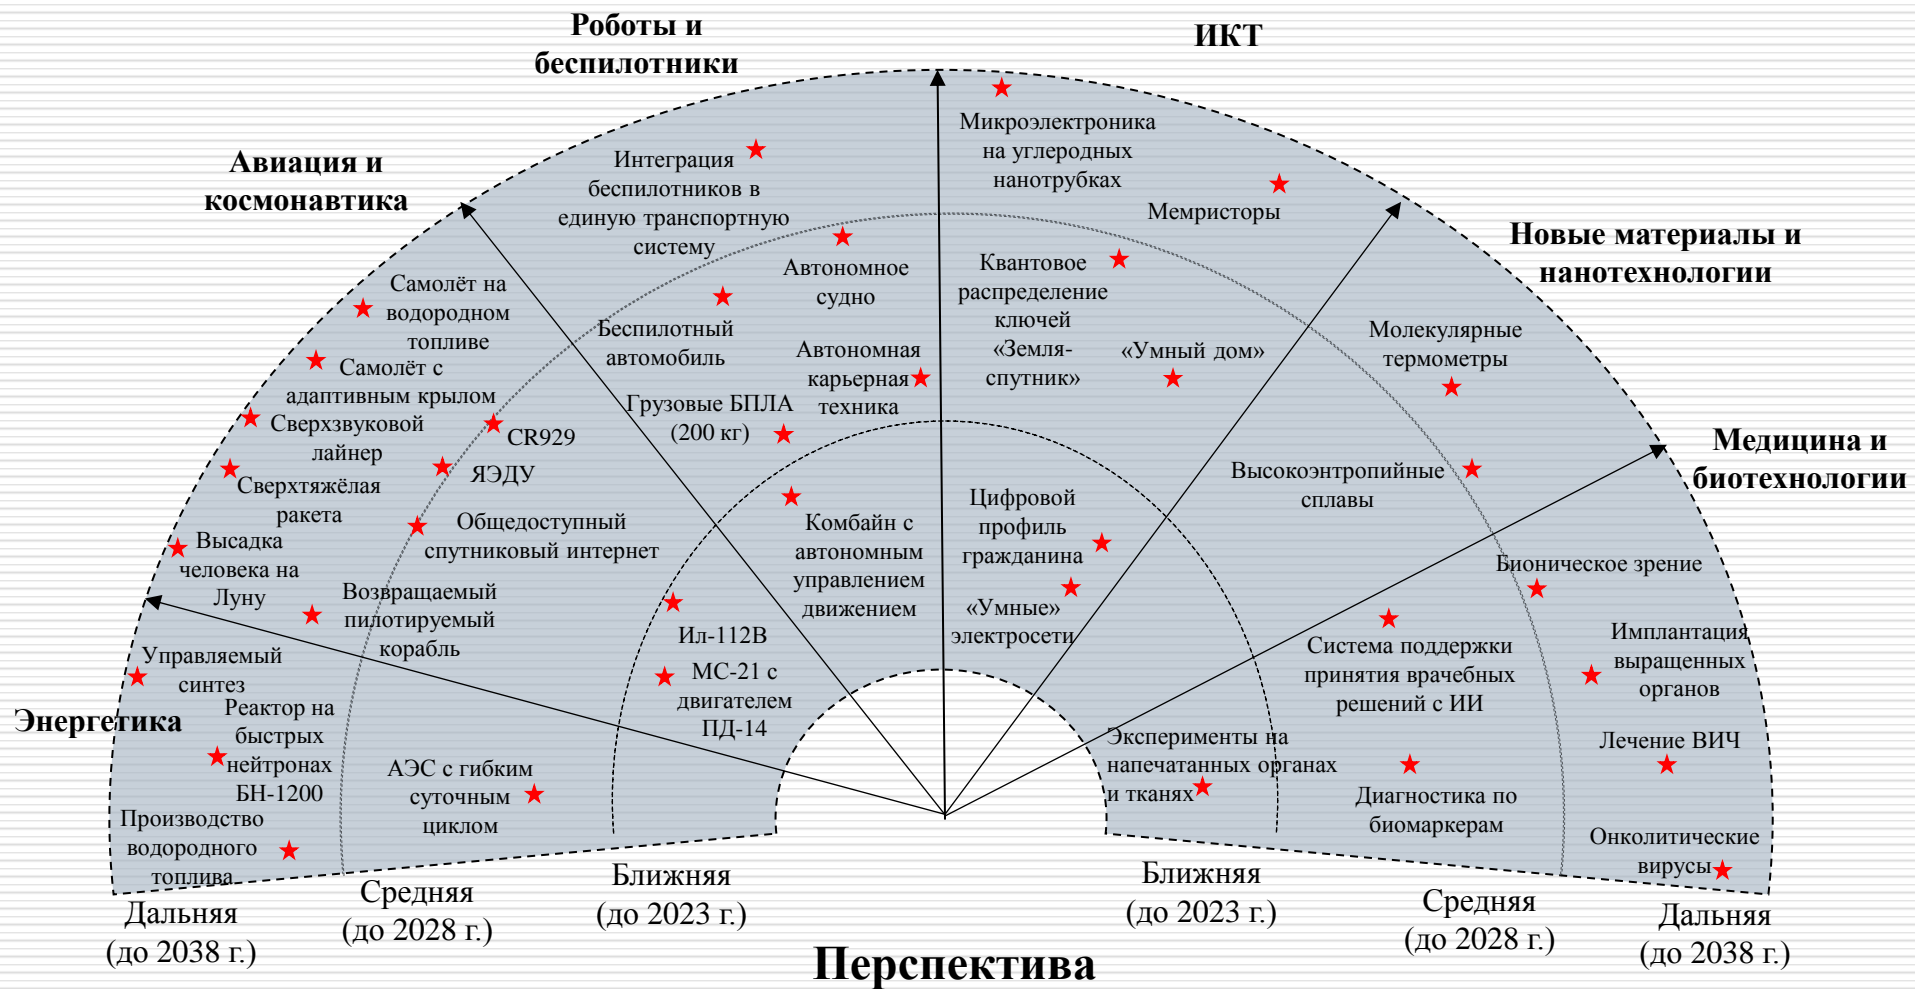 Роботы и
беспилотники
ИКТ
Авиация и
космонавтика
Новые материалы и
нанотехнологии
Медицина и
биотехнологии
Энергетика
Интеграция
беспилотников в
единую транспортную
систему
Автономное
судно
Беспилотный
автомобиль
Автономная
карьерная
техника
Грузовые БПЛА
(200 кг)
Комбайн с
автономным
управлением
движением
Микроэлектроника
на углеродных
нанотрубках
Мемристоры
Квантовое
распределение
ключей
«Земля-
спутник»
«Умный дом»
Цифровой
профиль
гражданина
«Умные»
электросети
Молекулярные
термометры
Высокоэнтропийные
сплавы
Самолёт на
водородном
топливе
Самолёт с
адаптивным крылом
Сверхзвуковой
лайнер
Сверхтяжёлая
ракета
Высадка
человека на
Луну
CR929
ЯЭДУ
Общедоступный
спутниковый интернет
Возвращаемый
пилотируемый
корабль
Ил-112В
МС-21 с
двигателем
ПД-14
Управляемый
синтез
Реактор на
быстрых
нейтронах
БН-1200
Производство
водородного
топлива
АЭС с гибким
суточным
циклом
Бионическое зрение
Имплантация
выращенных
органов
Система поддержки
принятия врачебных
решений с ИИ
Лечение ВИЧ
Эксперименты на
напечатанных органах
и тканях
Диагностика по
биомаркерам
Онколитические
вирусы
Дальняя
(до 2038 г.)
Средняя
(до 2028 г.)
Ближняя
(до 2023 г.)
Ближняя
(до 2023 г.)
Средняя
(до 2028 г.)
Дальняя
(до 2038 г.)
Перспектива